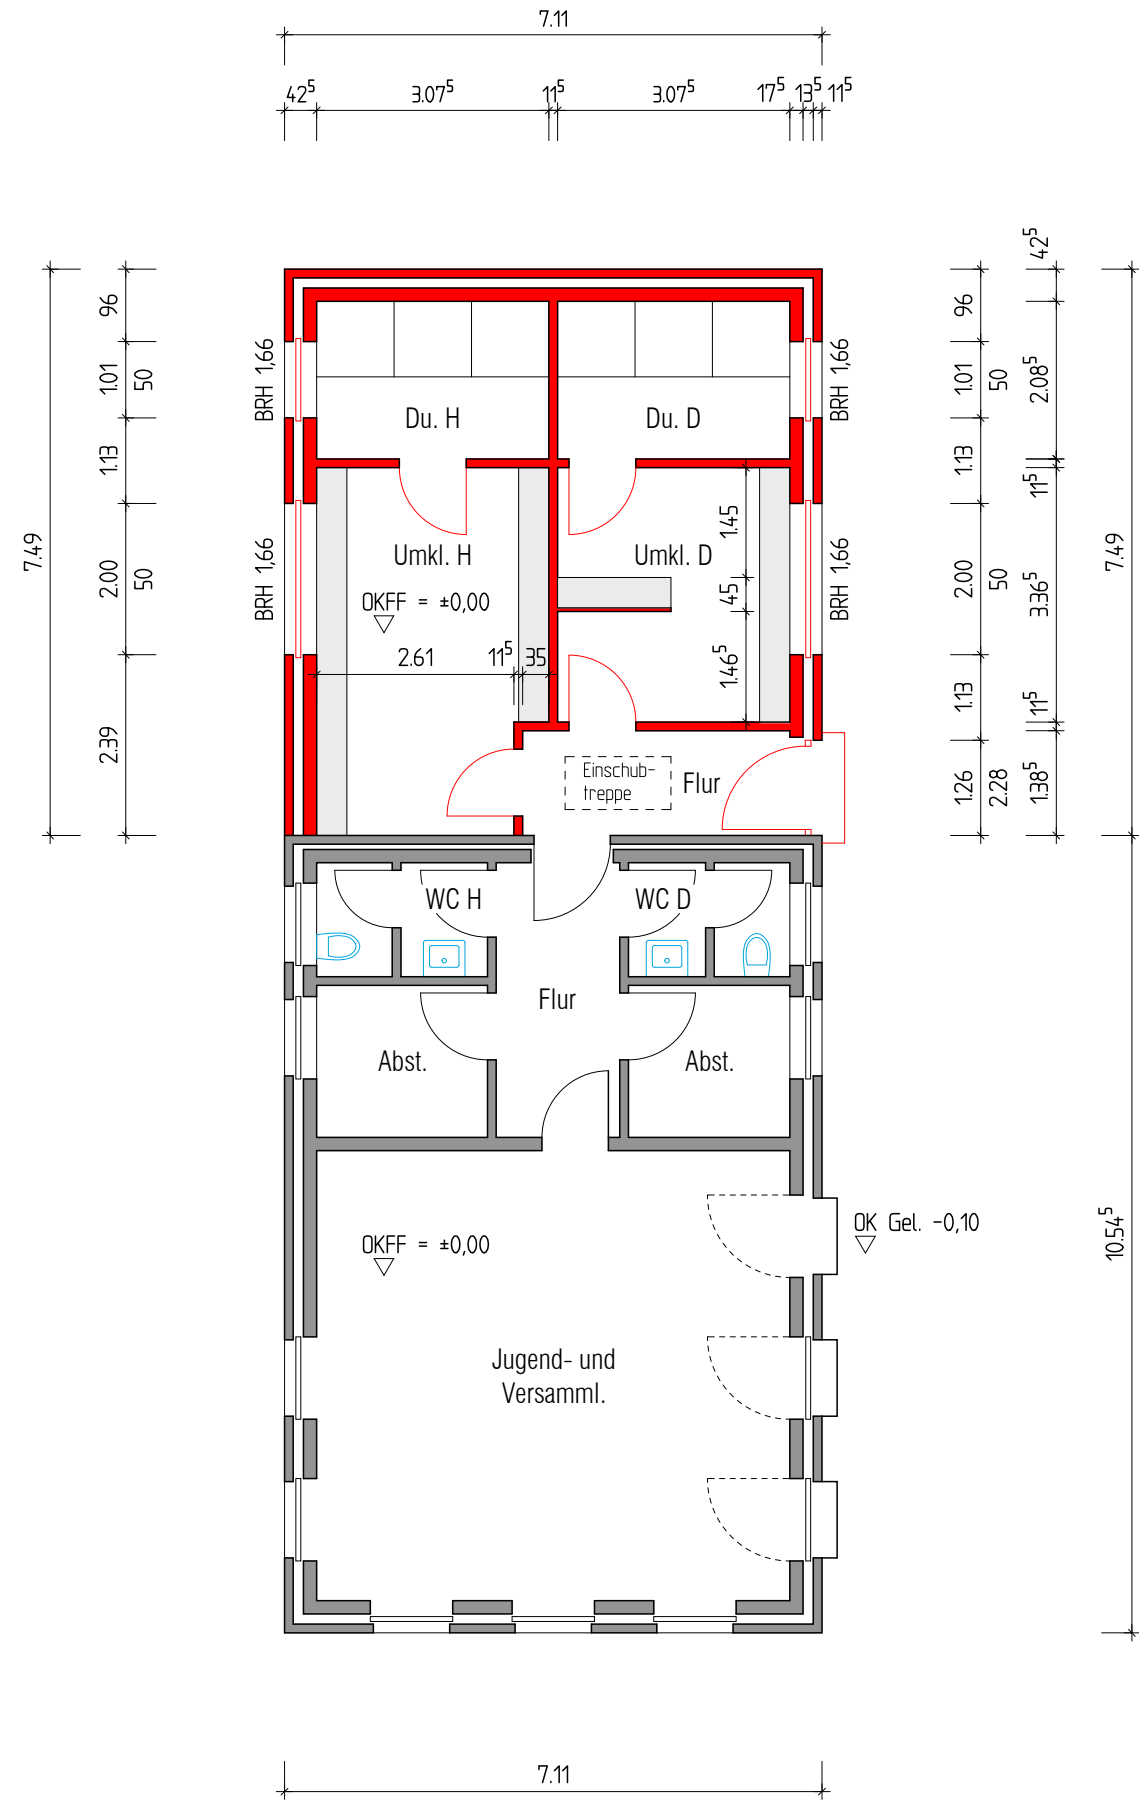 7.11
42⁵ 3.07⁵ 11⁵ 3.07⁵ 17⁵ 13⁵ 11⁵
7.49
96
1.01
50
1.13
2.00
50
2.39
BRH 1,66
BRH 1,66
Du. H
Du. D
Umkl. H
OKFF = ±0,00
2.61 11⁵ 35
Umkl. D
1.45
45
1.46⁵
Einschub-
treppe
Flur
BRH 1,66
BRH 1,66
96
1.01
50
1.13
2.00
50
1.13
1.26
2.28
42⁵
2.08⁵
11⁵
3.36⁵
11⁵
1.38⁵
7.49
WC H
WC D
Flur
Abst.
Abst.
OKFF = ±0,00
OK Gel. -0,10
Jugend- und
Versamml.
10.54⁵
7.11